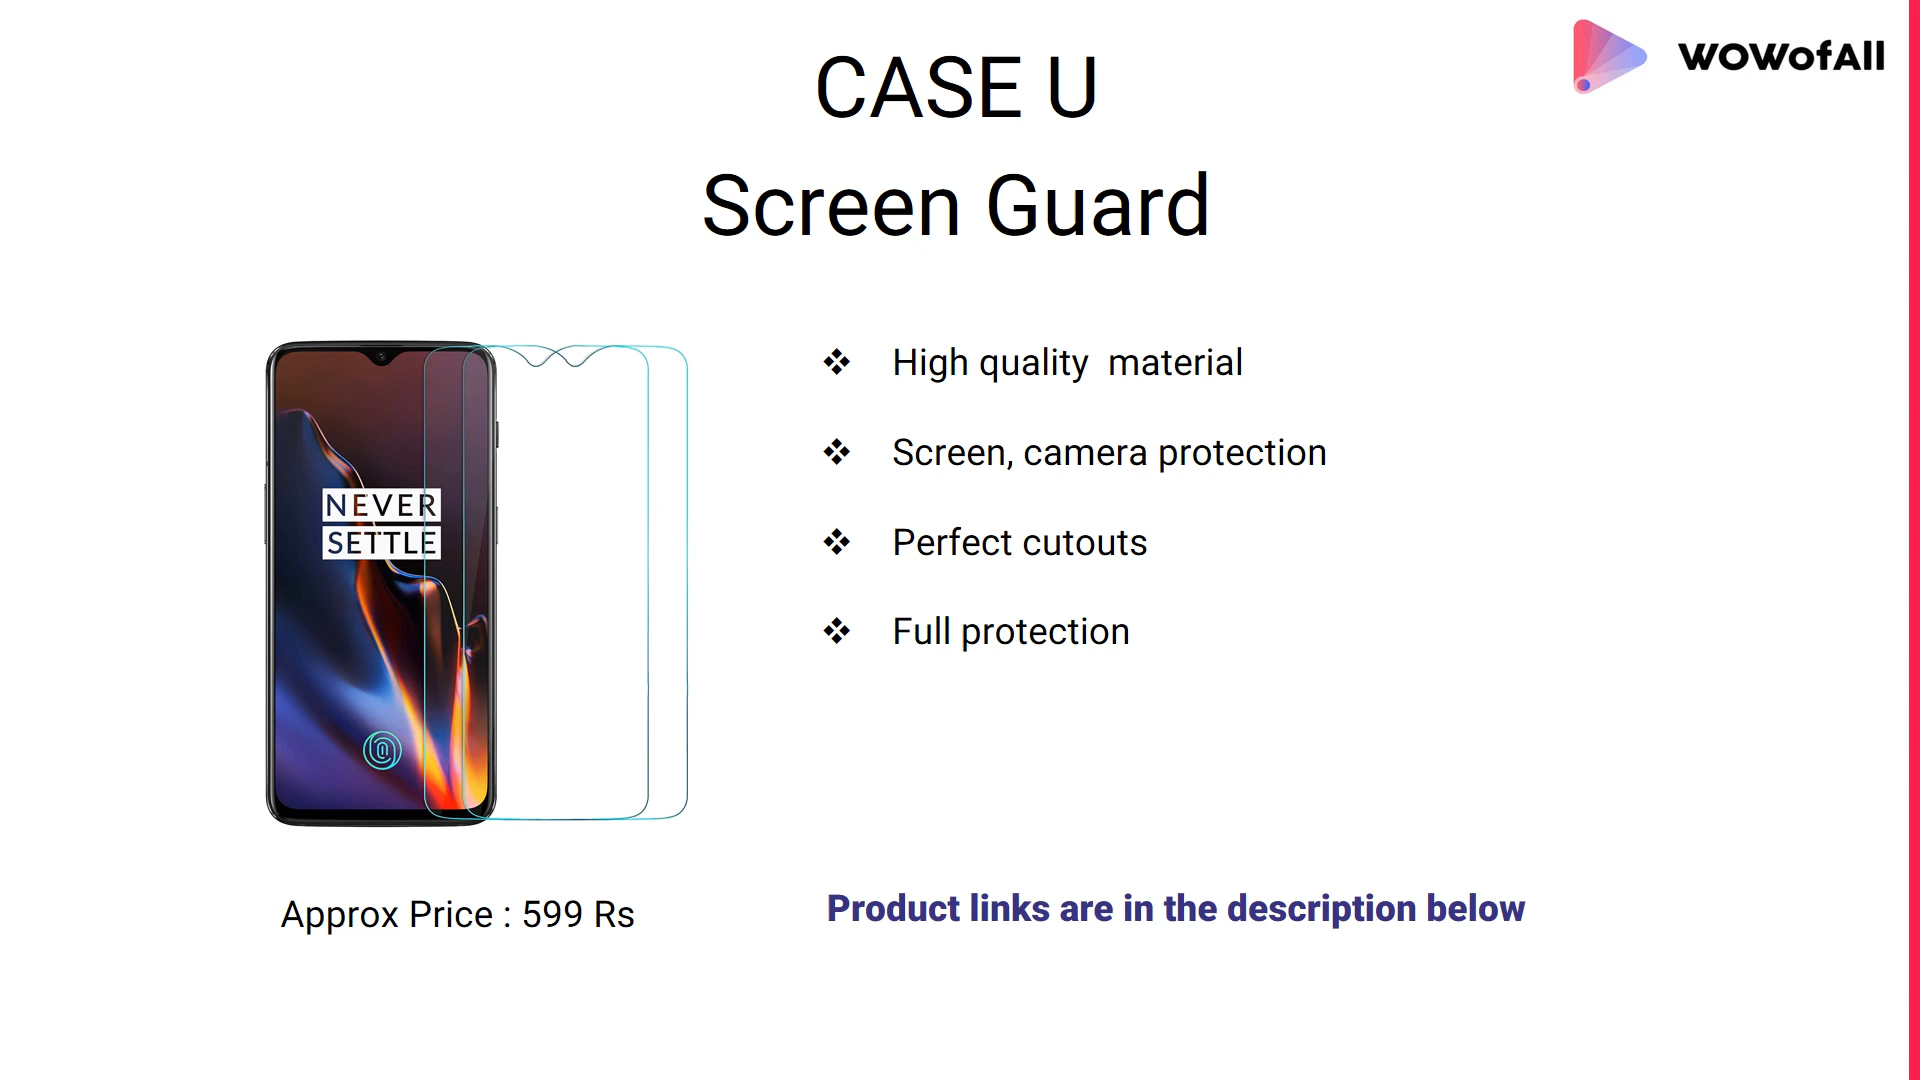 WOWofAll
CASE U
Screen Guard
NEVER
SETTLE
❖ High quality  material
❖ Screen, camera protection
❖ Perfect cutouts
❖ Full protection
Approx Price : 599 Rs
Product links are in the description below